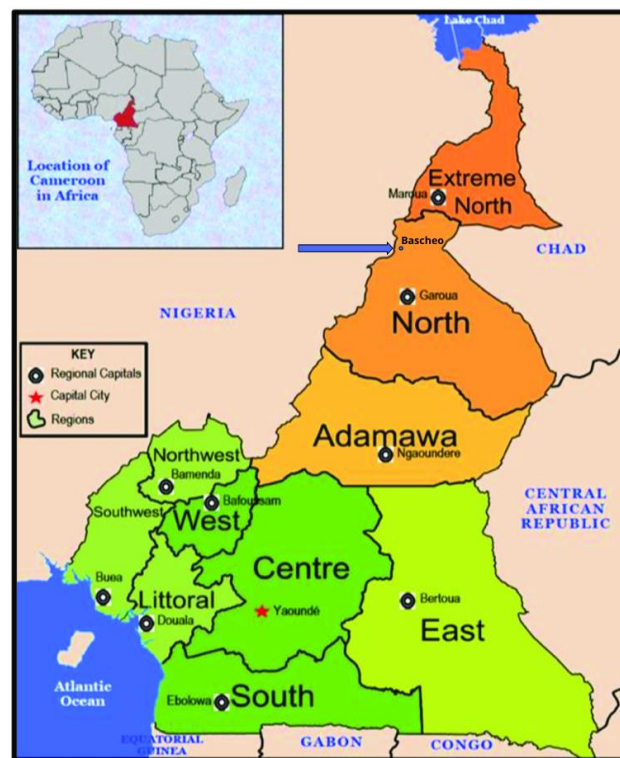 Lake Chad
Location of
Cameroon
in Africa
Extreme
North
Maroua
Bascheo
CHAD
NIGERIA
Garoua
North
KEY
Regional Capitals
Capital City
Regions
Adamawa
Ngaoundere
Northwest
Bamenda
Southwest
Bafoussam
West
CENTRAL
AFRICAN
REPUBLIC
Centre
Buea
Littoral
Douala
Yaoundé
Bertoua
East
Atlantic
Ocean
Ebolowa
South
EQUATORIAL
GUINEA
GABON
CONGO